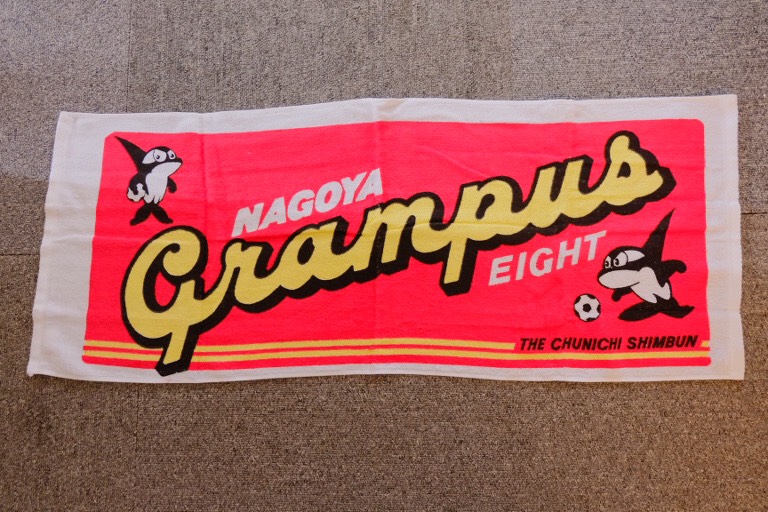 NAGOYA
Grampus
EIGHT
THE CHUNICHI SHIMBUN